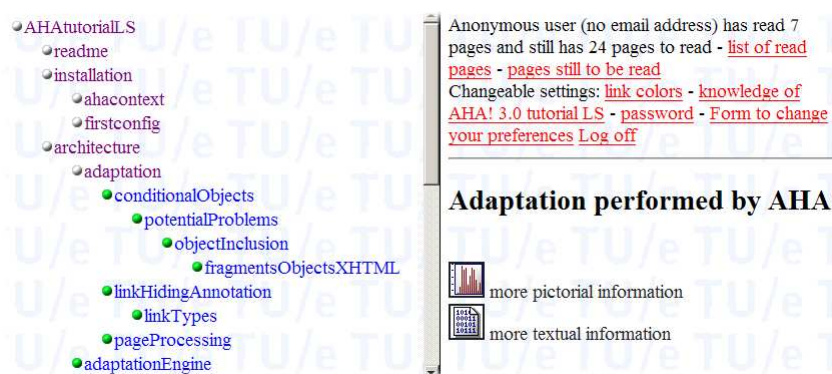 AHAtutorialLS
readme
installation
ahacontext
firstconfig
architecture
adaptation
conditionalObjects
potentialProblems
objectInclusion
fragmentsObjectsXHTML
linkHidingAnnotation
linkTypes
pageProcessing
adaptationEngine
Anonymous user (no email address) has read 7
pages and still has 24 pages to read - list of read
pages - pages still to be read
Changeable settings: link colors - knowledge of
AHA! 3.0 tutorial LS - password - Form to change
your preferences Log off
Adaptation performed by AHA
more pictorial information
more textual information